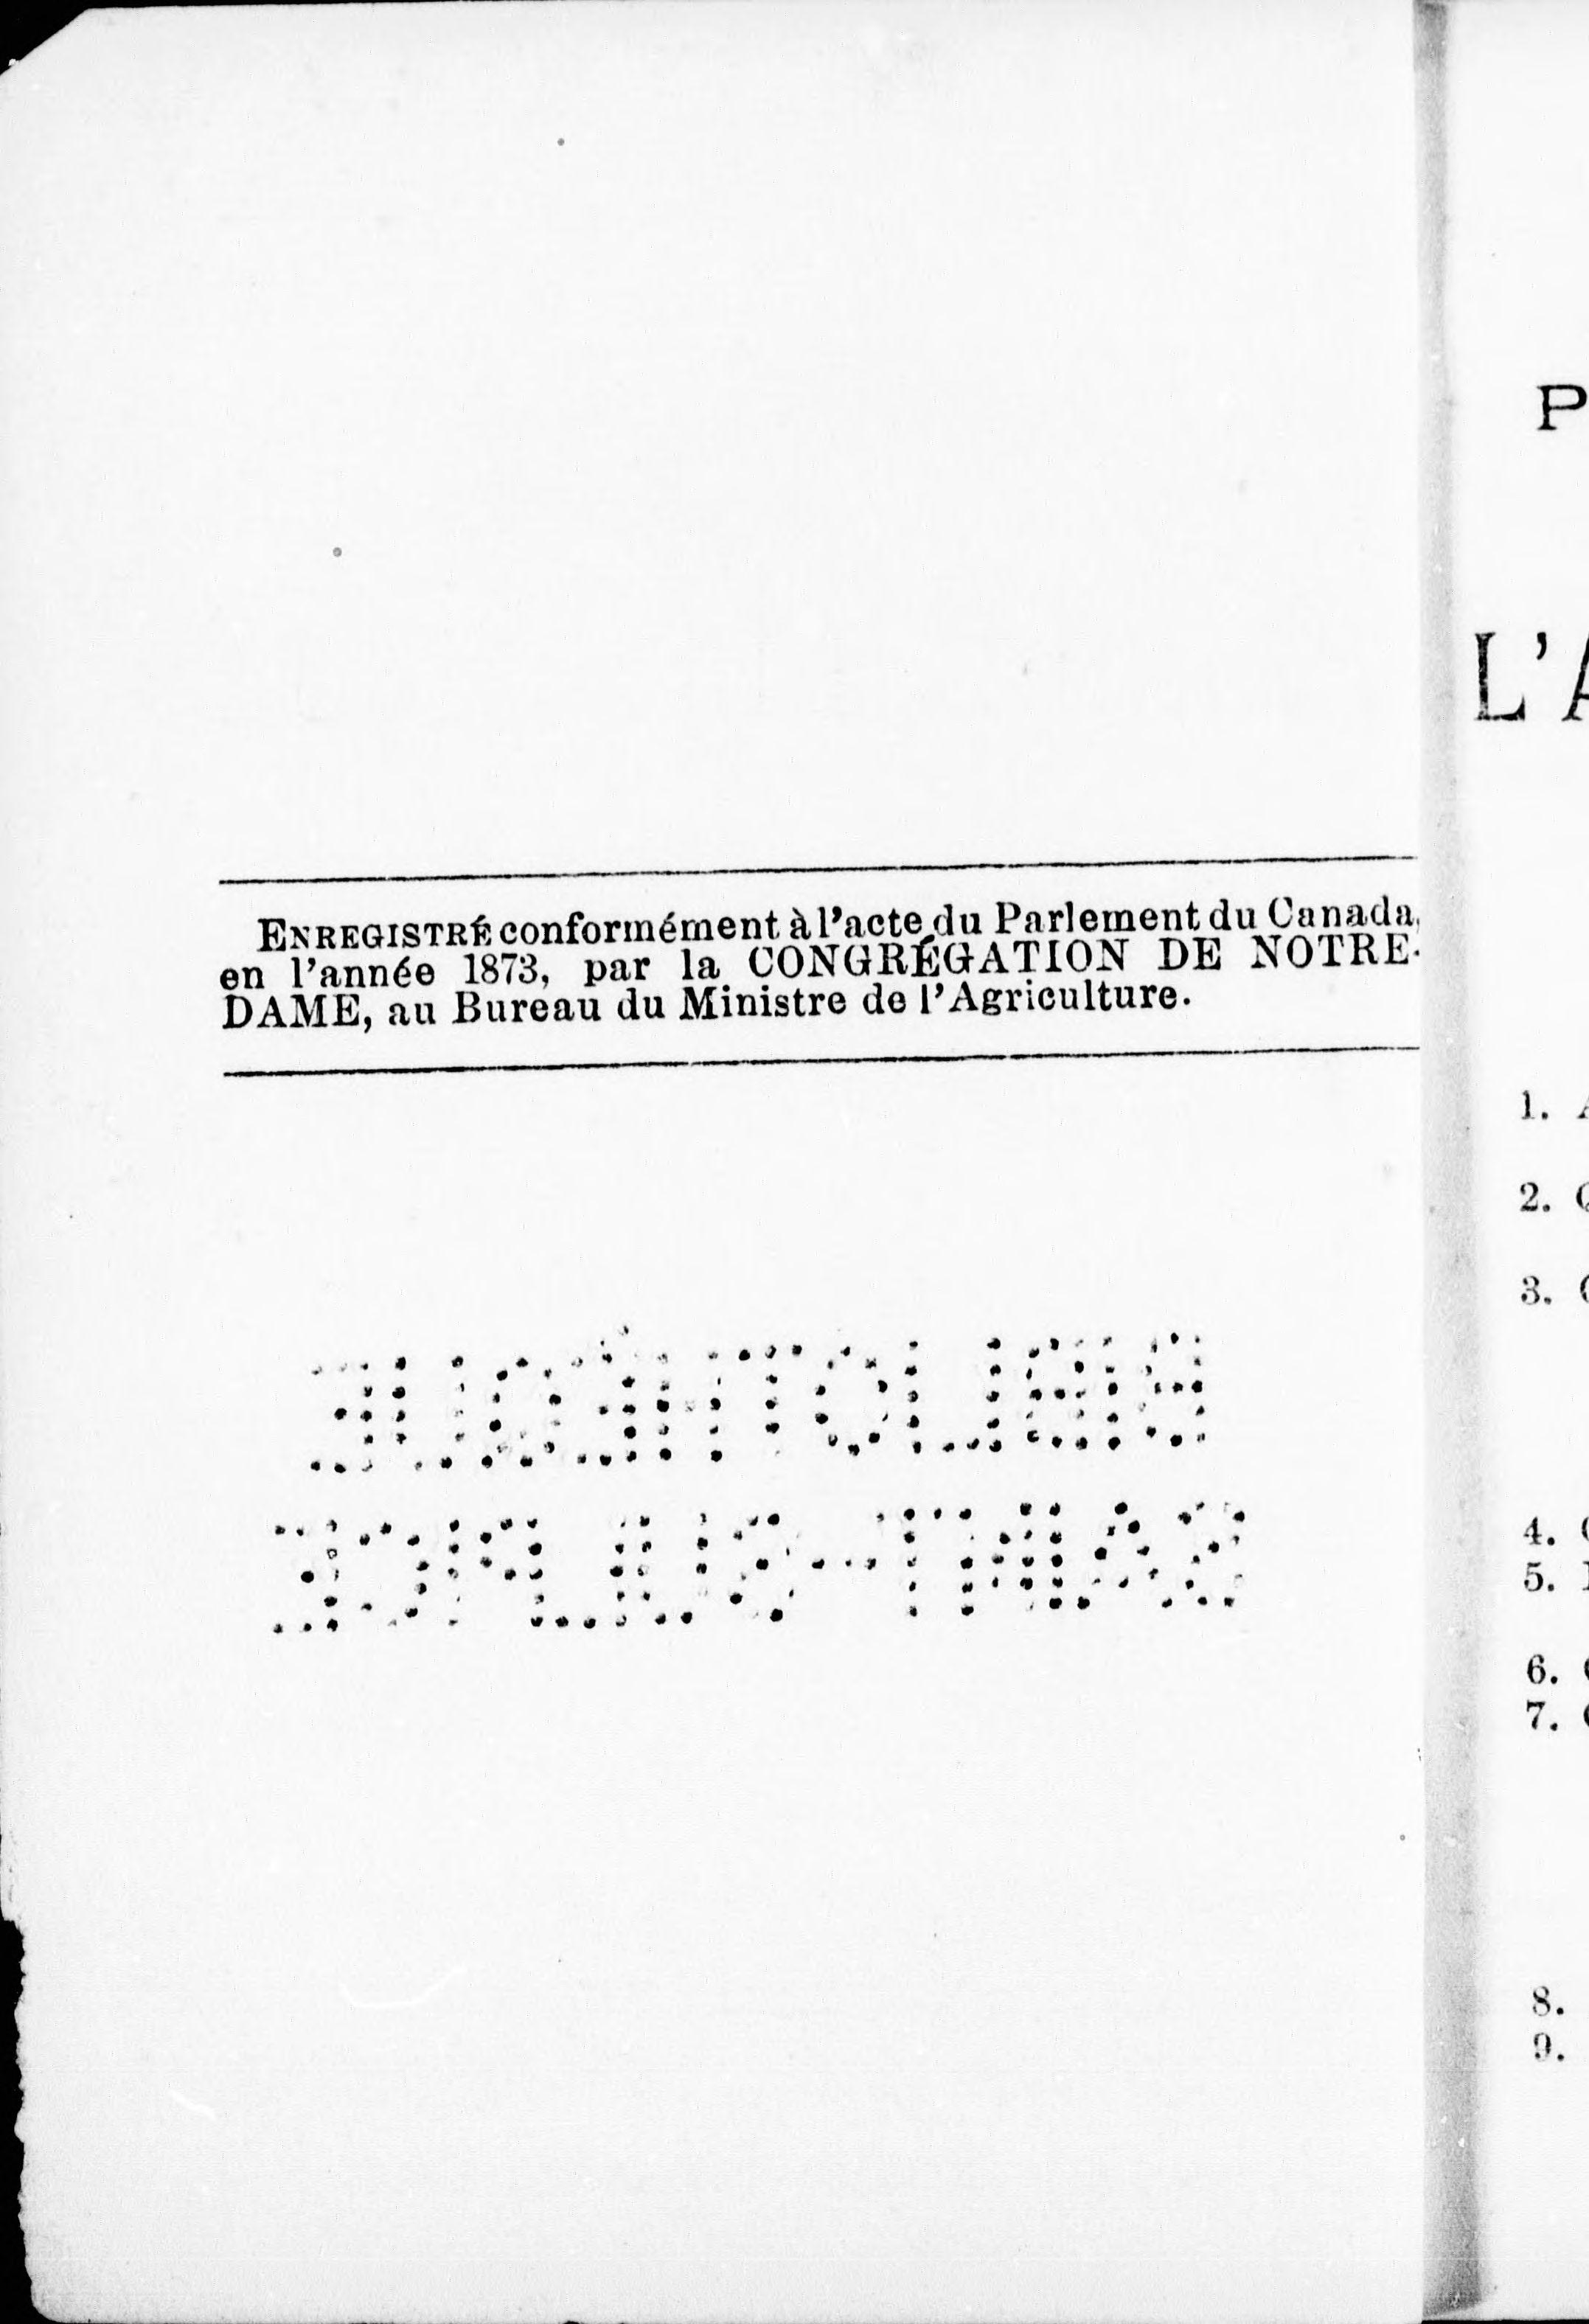 ENREGISTRÉ conformément à l'acte du Parlement du Canada,
en l'année 1873, par la CONGRÉGATION DE NOTRE-
DAME, au Bureau du Ministre de l'Agriculture.
P
L'A
1.
2.
3.
4.
5.
6.
7.
8.
9.